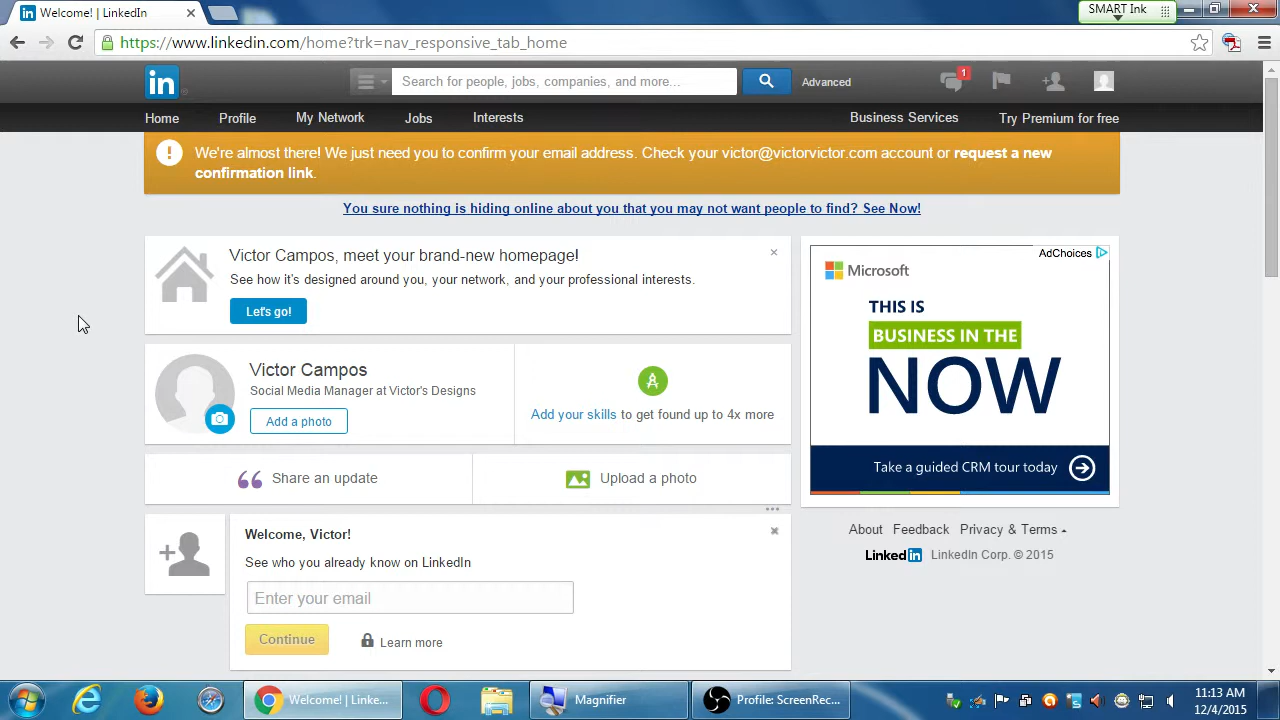 Welcome! | LinkedIn
SMART Ink
https://www.linkedin.com/home?trk=nav_responsive_tab_home
in
Search for people, jobs, companies, and more...
Advanced
1
Home
Profile
My Network
Jobs
Interests
Business Services
Try Premium for free
We're almost there! We just need you to confirm your email address. Check your victor@victorvictor.com account or request a new
confirmation link.
You sure nothing is hiding online about you that you may not want people to find? See Now!
Victor Campos, meet your brand-new homepage!
See how it's designed around you, your network, and your professional interests.
Let's go!
AdChoices
Microsoft
THIS IS
BUSINESS IN THE
NOW
Take a guided CRM tour today
Victor Campos
Social Media Manager at Victor's Designs
Add a photo
Add your skills to get found up to 4x more
Share an update
Upload a photo
Welcome, Victor!
See who you already know on LinkedIn
Enter your email
Continue
Learn more
About Feedback Privacy & Terms
LinkedIn LinkedIn Corp. © 2015
Welcome! | Linke...
Magnifier
Profile: ScreenRec...
11:13 AM
12/4/2015